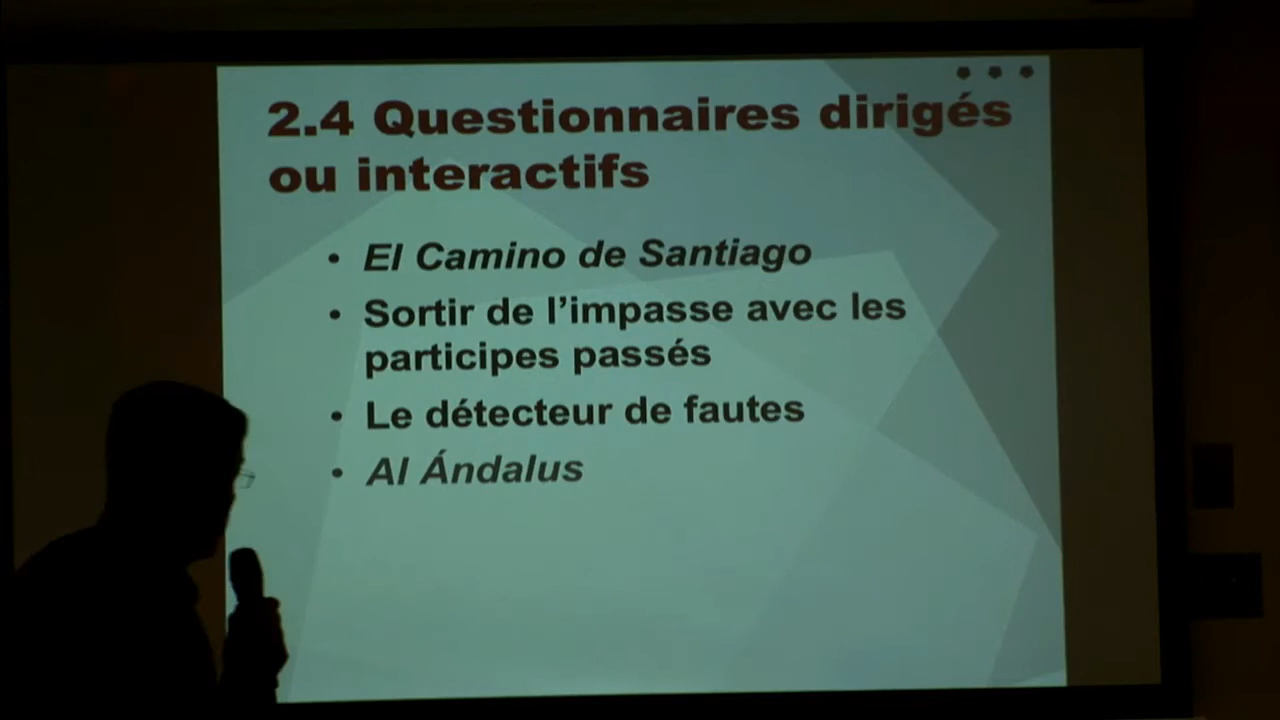 2.4 Questionnaires dirigés
ou interactifs
• El Camino de Santiago
• Sortir de l’impasse avec les
participes passés
• Le détecteur de fautes
• Al Ándalus